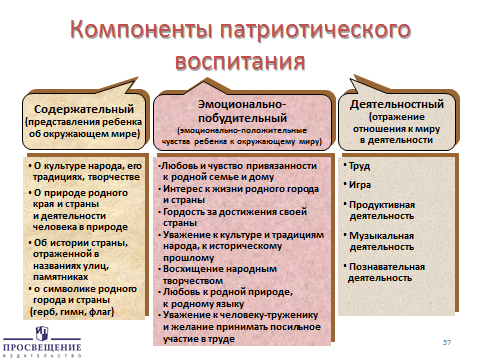 Компоненты патриотического
воспитания
Содержательный
(представления ребенка
об окружающем мире)
• О культуре народа, его
традициях, творчестве
• О природе родного
края и страны
и деятельности
человека в природе
• Об истории страны,
отраженной в
названиях улиц,
памятниках
• о символике родного
города и страны
(герб, гимн, флаг)
Эмоционально-
побудительный
(эмоционально-положительные
чувства ребенка к окружающему миру)
•Любовь и чувство привязанности
к родной семье и дому
• Интерес к жизни родного города
и страны
• Гордость за достижения своей
страны
• Уважение к культуре и традициям
народа, к историческому
прошлому
• Восхищение народным
творчеством
• Любовь к родной природе,
к родному языку
• Уважение к человеку-труженику
и желание принимать посильное
участие в труде
Деятельностный
(отражение
отношения к миру
в деятельности
• Труд
• Игра
• Продуктивная
деятельность
• Музыкальная
деятельность
• Познавательная
деятельность
ПРОСВЕЩЕНИЕ
ИЗДАТЕЛЬСТВО
57